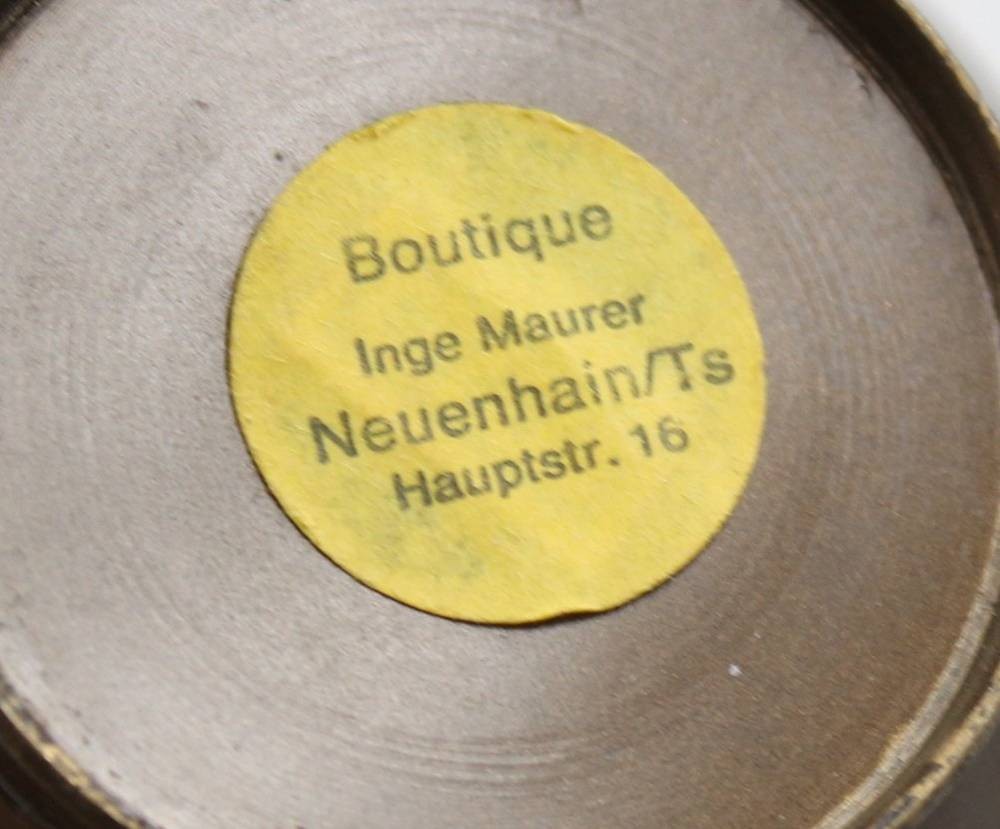 Boutique
Inge Maurer
Neuenhain/Ts
Hauptstr. 16